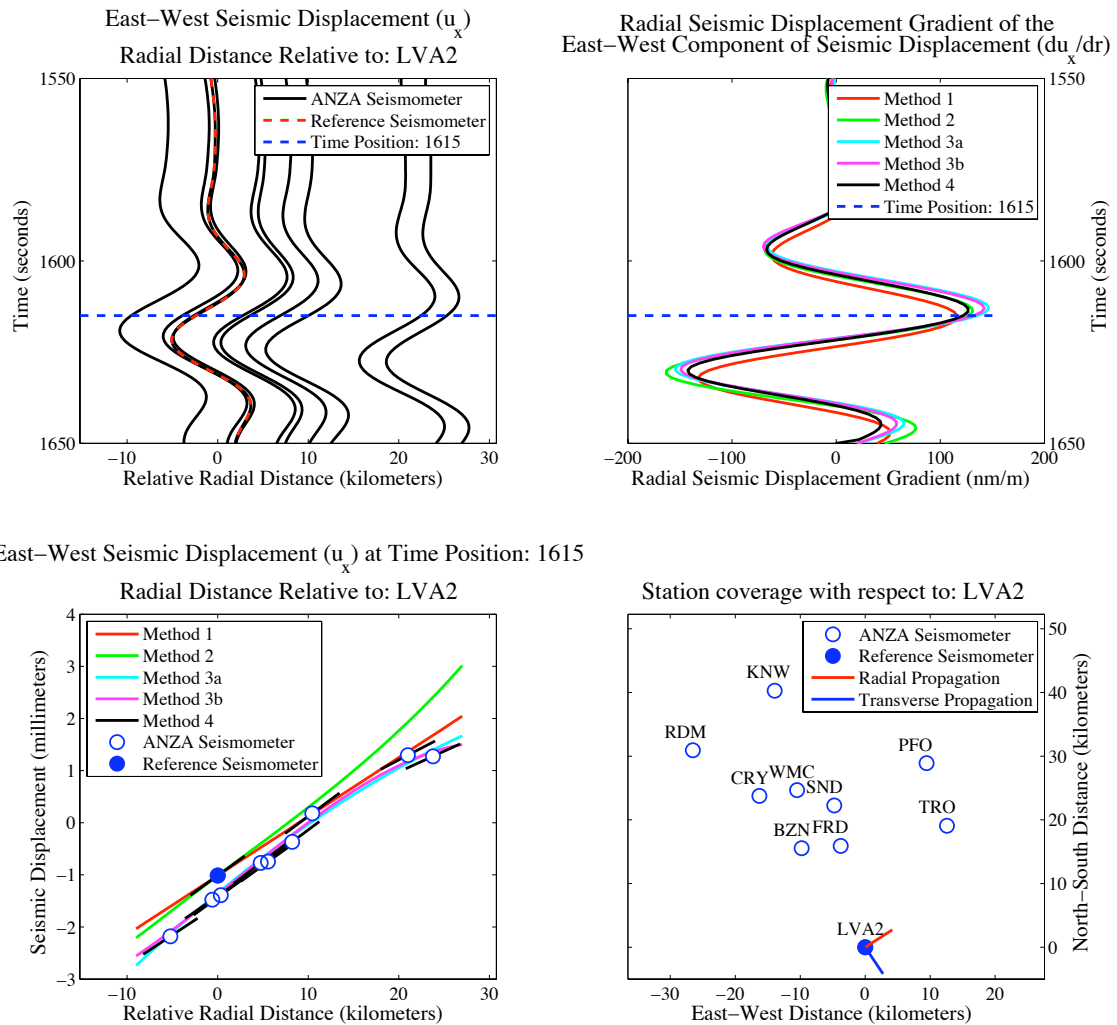 East−West Seismic Displacement (u_x)
Radial Distance Relative to: LVA2
1550
1600
1650
Time (seconds)
ANZA Seismometer
Reference Seismometer
Time Position: 1615
−10 0 10 20 30
Relative Radial Distance (kilometers)
Radial Seismic Displacement Gradient of the
East−West Component of Seismic Displacement (du_x/dr)
Method 1
Method 2
Method 3a
Method 3b
Method 4
Time Position: 1615
1550
1600
1650
Time (seconds)
−200 −100 0 100 200
Radial Seismic Displacement Gradient (nm/m)
East−West Seismic Displacement (u_x) at Time Position: 1615
Radial Distance Relative to: LVA2
4
3
2
1
0
−1
−2
−3
Seismic Displacement (millimeters)
Method 1
Method 2
Method 3a
Method 3b
Method 4
ANZA Seismometer
Reference Seismometer
−10 0 10 20 30
Relative Radial Distance (kilometers)
Station coverage with respect to: LVA2
ANZA Seismometer
Reference Seismometer
Radial Propagation
Transverse Propagation
KNW
RDM
PFO
CRY
WMC
SND
TRO
BZN
FRD
LVA2
50
40
30
20
10
0
North−South Distance (kilometers)
−30 −20 −10 0 10 20
East−West Distance (kilometers)